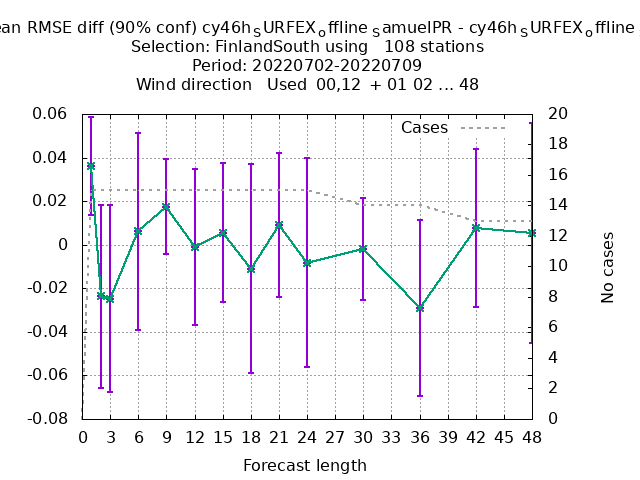 ean RMSE diff (90% conf) cy46hSURFEXoffline SamuelPR - cy46hSURFEXoffline
Selection: FinlandSouth using 108 stations
Period: 20220702-20220709
Wind direction Used 00,12 + 01 02 ... 48
Cases
0.06
0.04
0.02
0
-0.02
-0.04
-0.06
-0.08
20
18
16
14
12
10
8
6
4
2
0
No cases
0 3 6 9 12 15 18 21 24 27 30 33 36 39 42 45 48
Forecast length